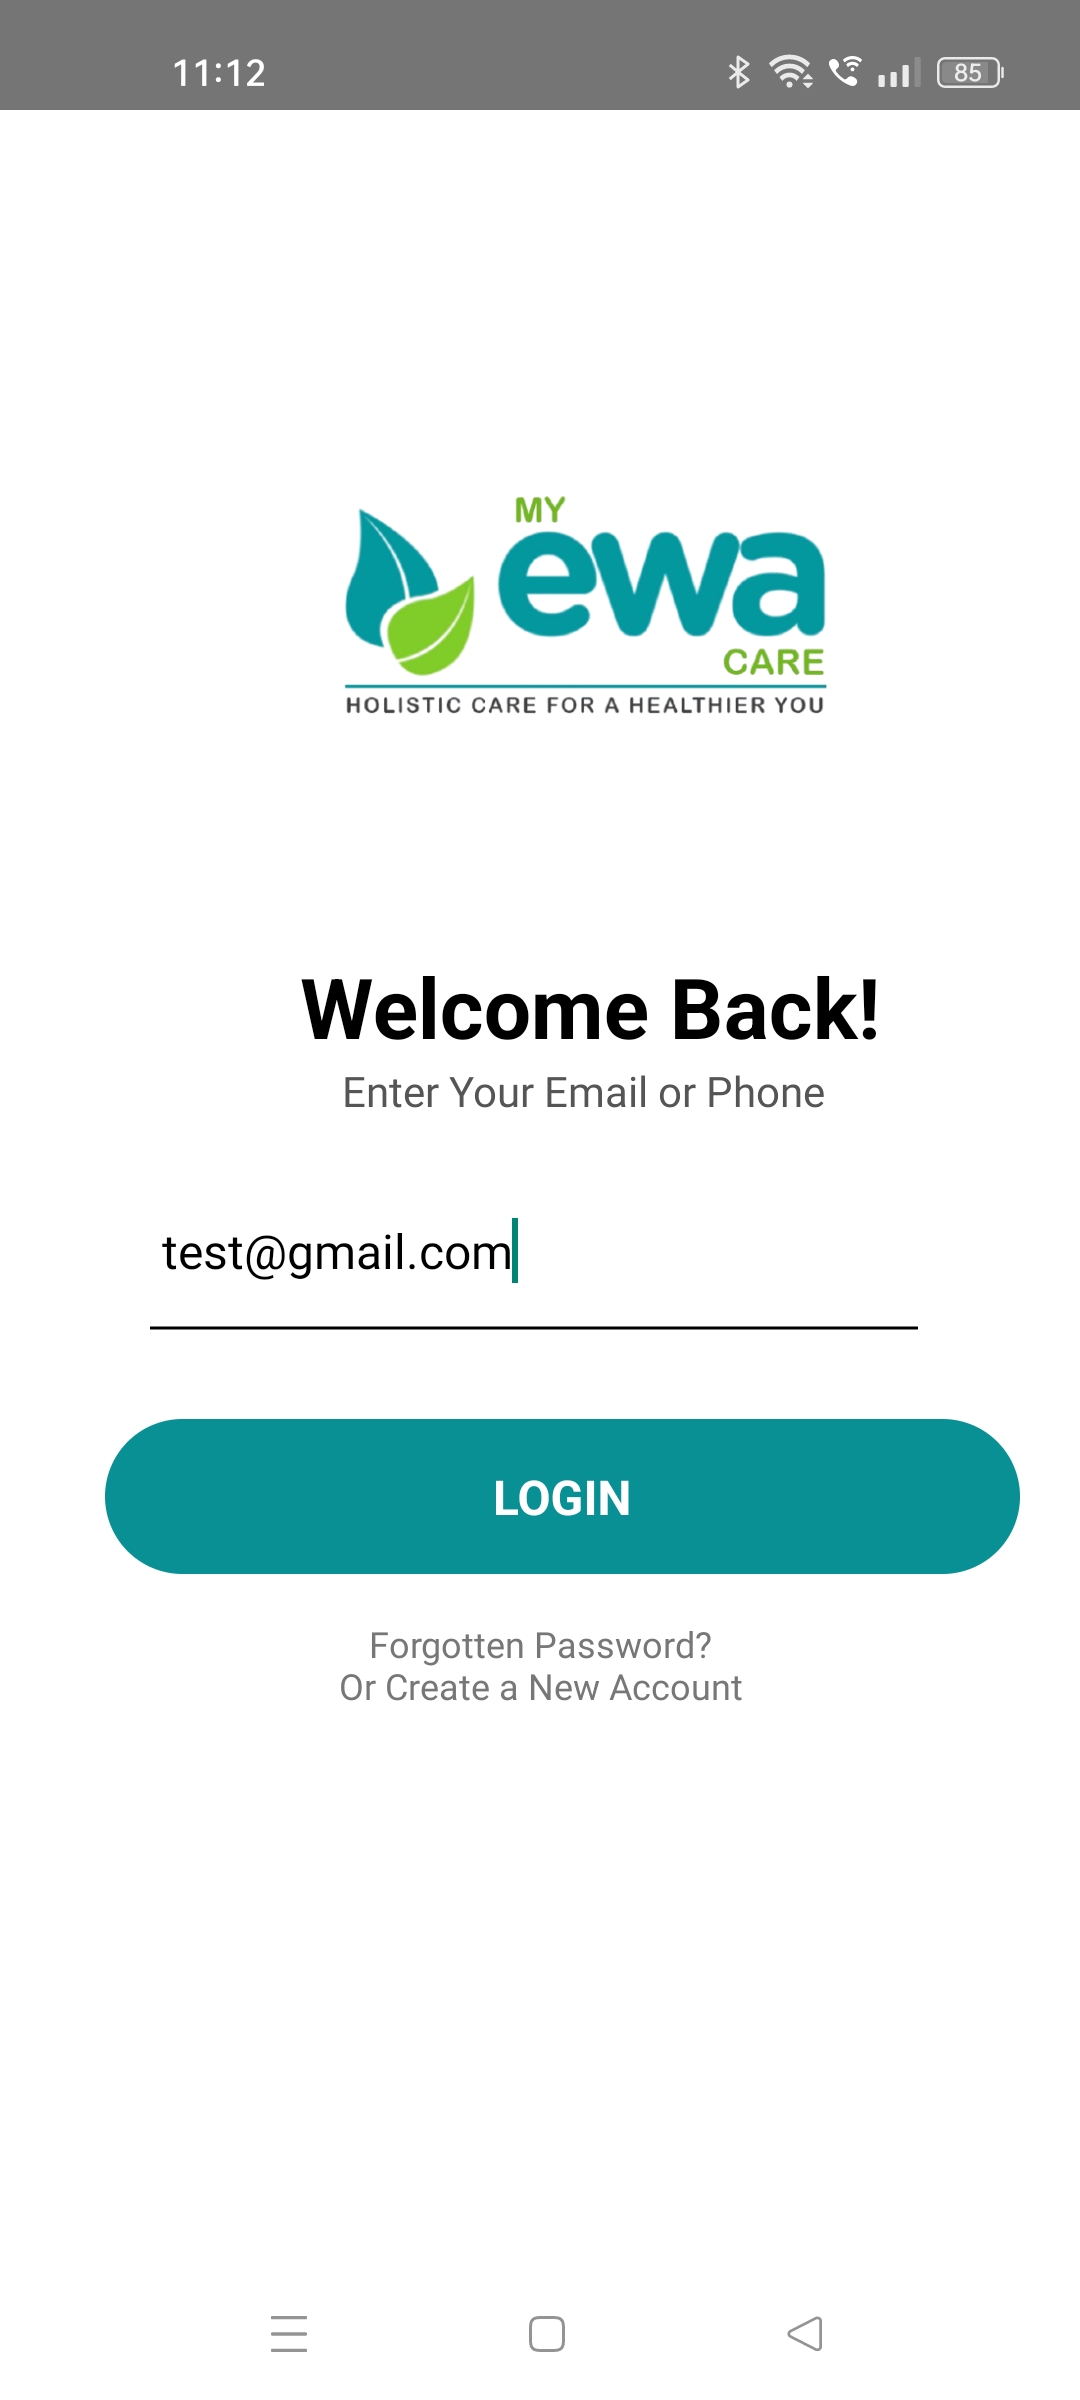 11:12
85
MY
ewa
CARE
HOLISTIC CARE FOR A HEALTHIER YOU
Welcome Back!
Enter Your Email or Phone
test@gmail.com
LOGIN
Forgotten Password?
Or Create a New Account